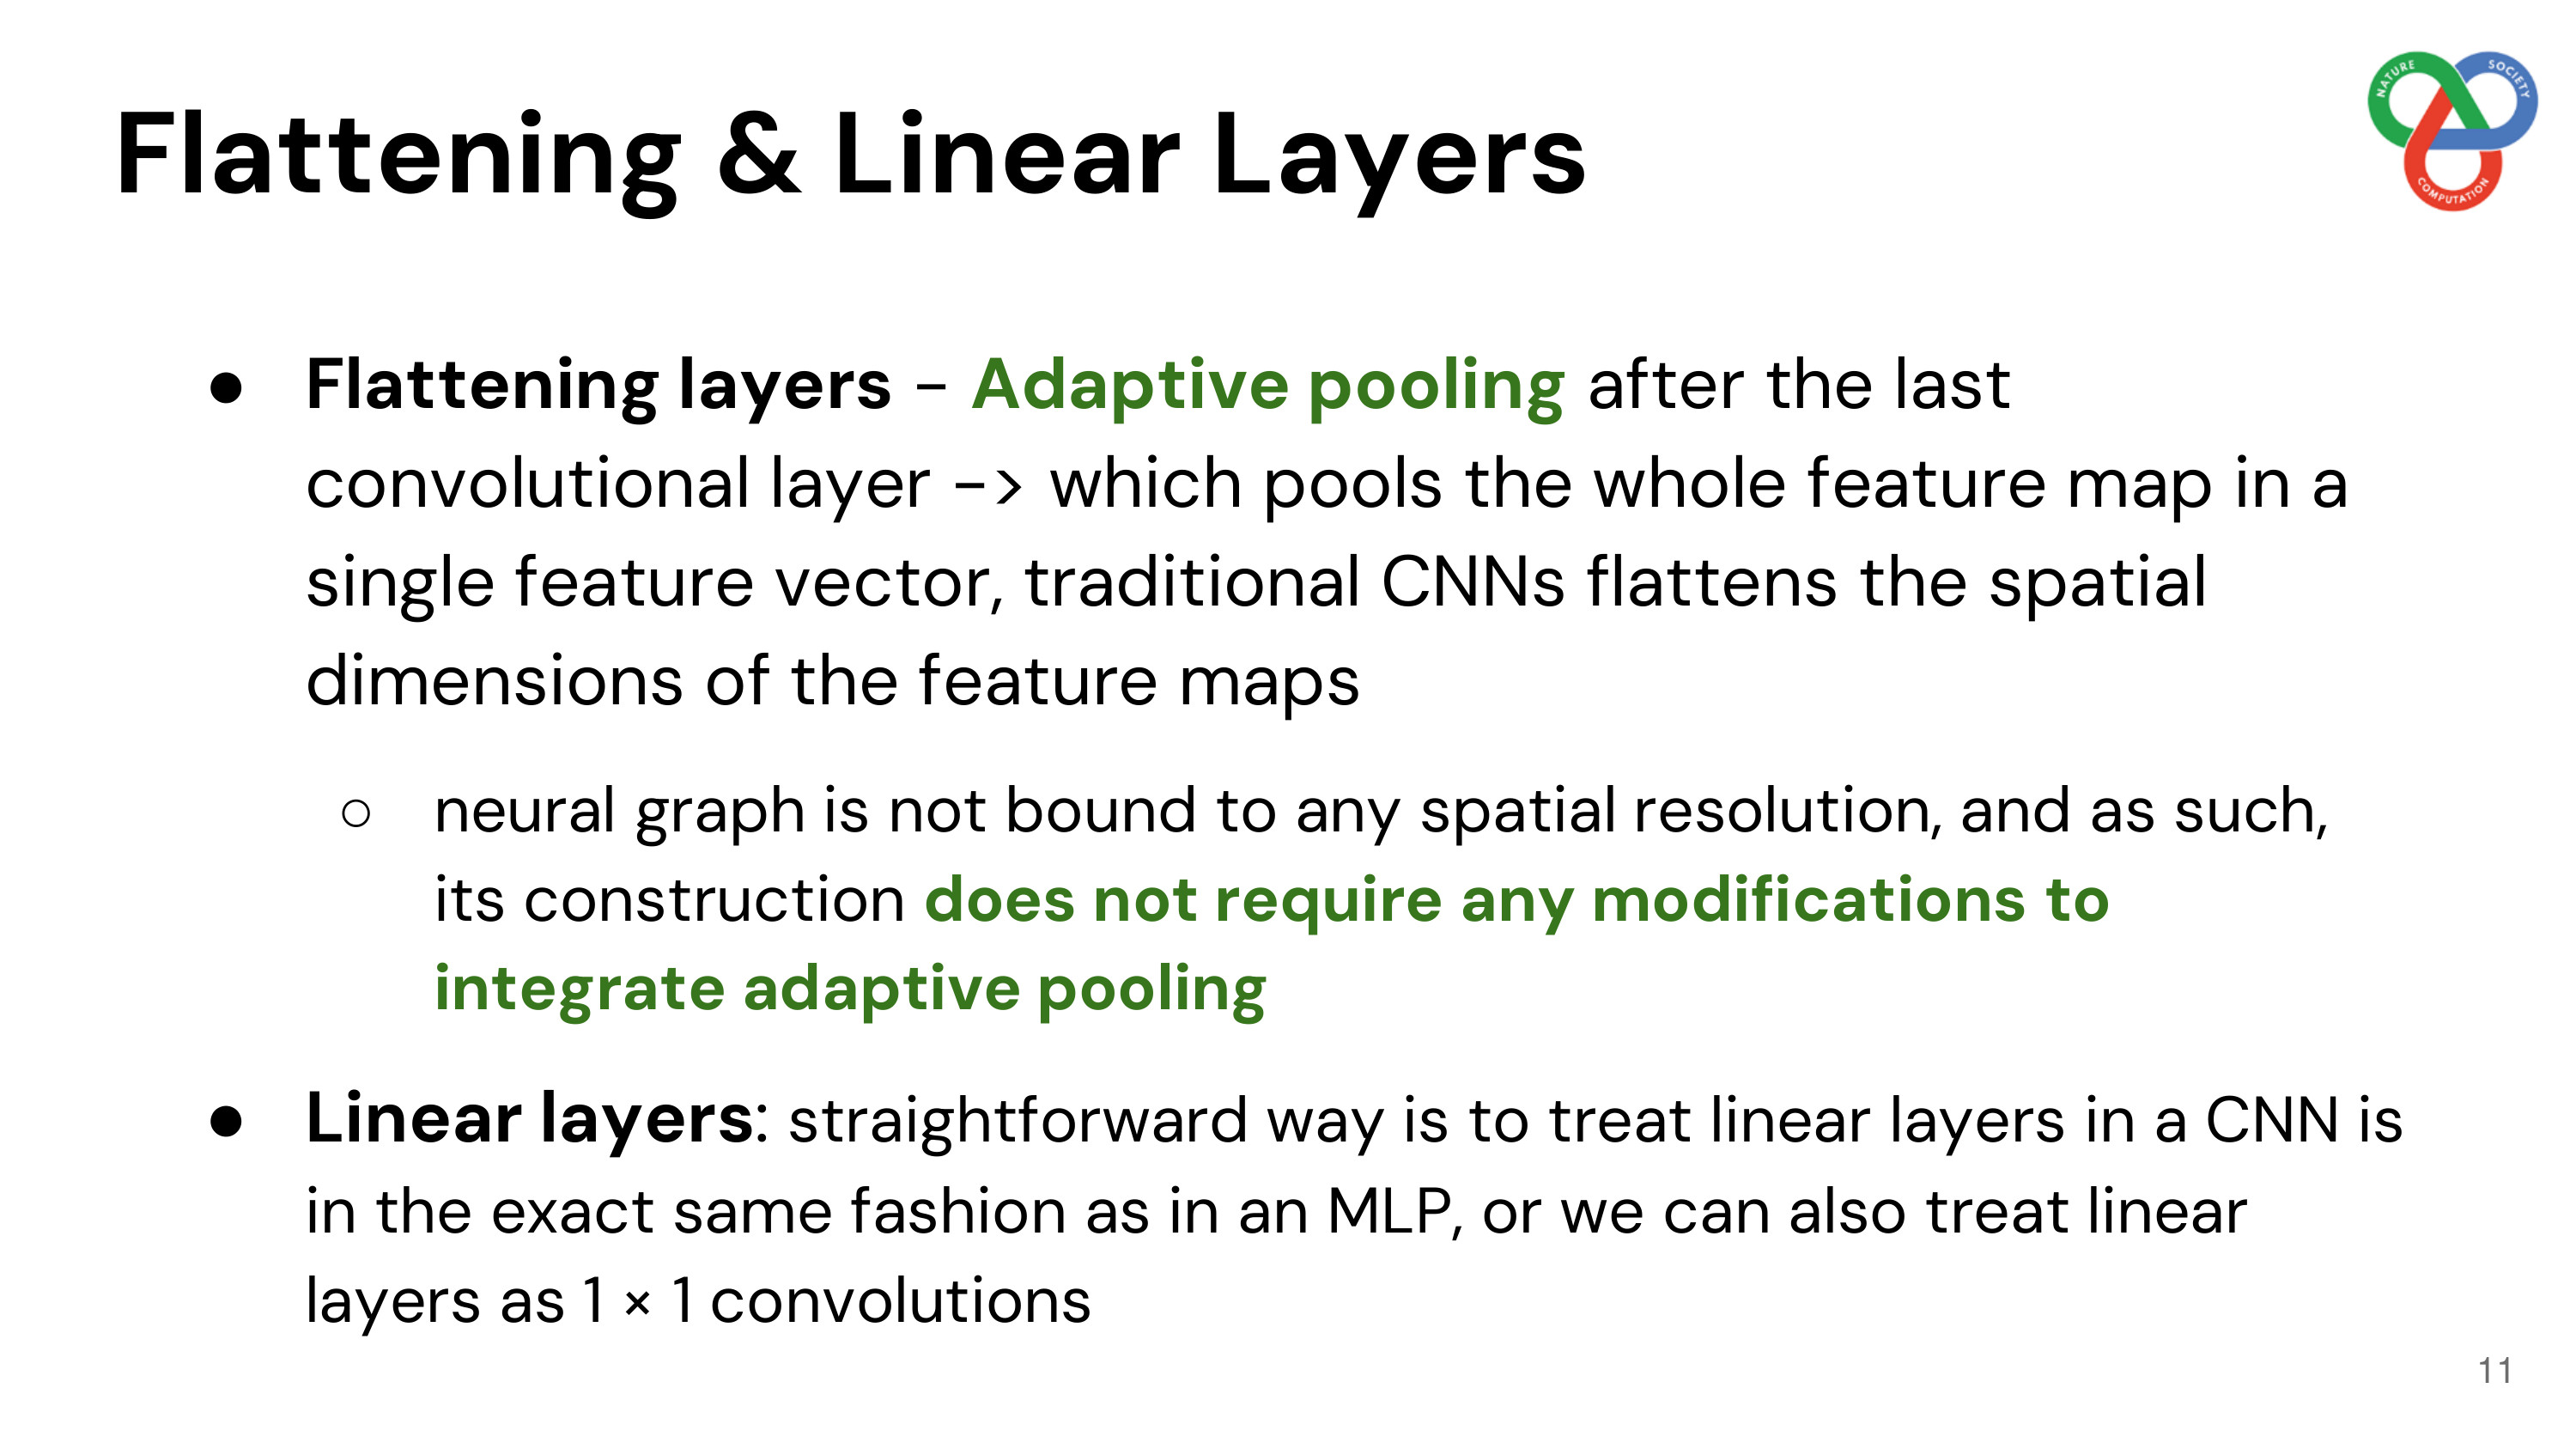 Flattening & Linear Layers
NATURE
SOCIETY
COMPUTATION
● Flattening layers - Adaptive pooling after the last
convolutional layer -> which pools the whole feature map in a
single feature vector, traditional CNNs flattens the spatial
dimensions of the feature maps
○ neural graph is not bound to any spatial resolution, and as such,
its construction does not require any modifications to
integrate adaptive pooling
● Linear layers: straightforward way is to treat linear layers in a CNN is
in the exact same fashion as in an MLP, or we can also treat linear
layers as 1 × 1 convolutions
11